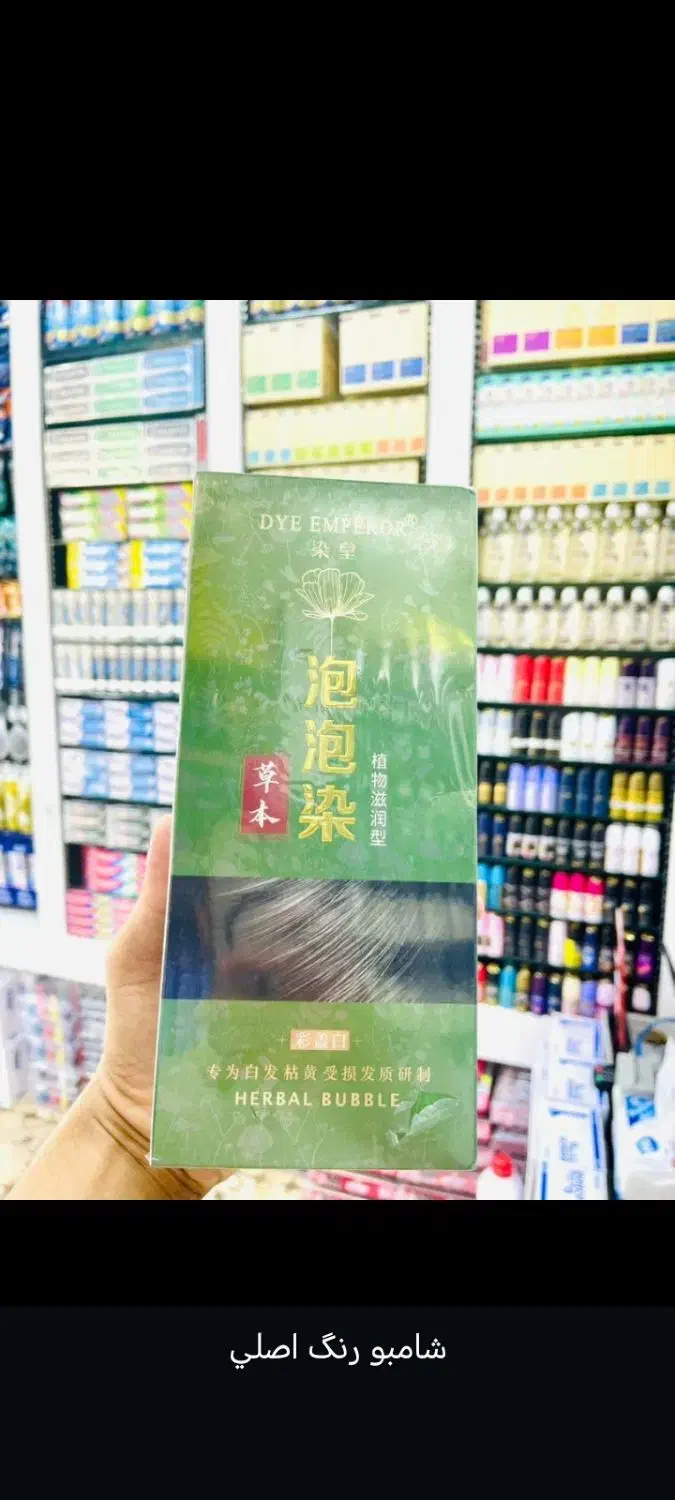 DYE EMPEROR®
染皇
泡泡染
草本
植物滋润型
彩盖白
专为白发枯黄受损发质研制
HERBAL BUBBLE
شامبو رنگ اصلي